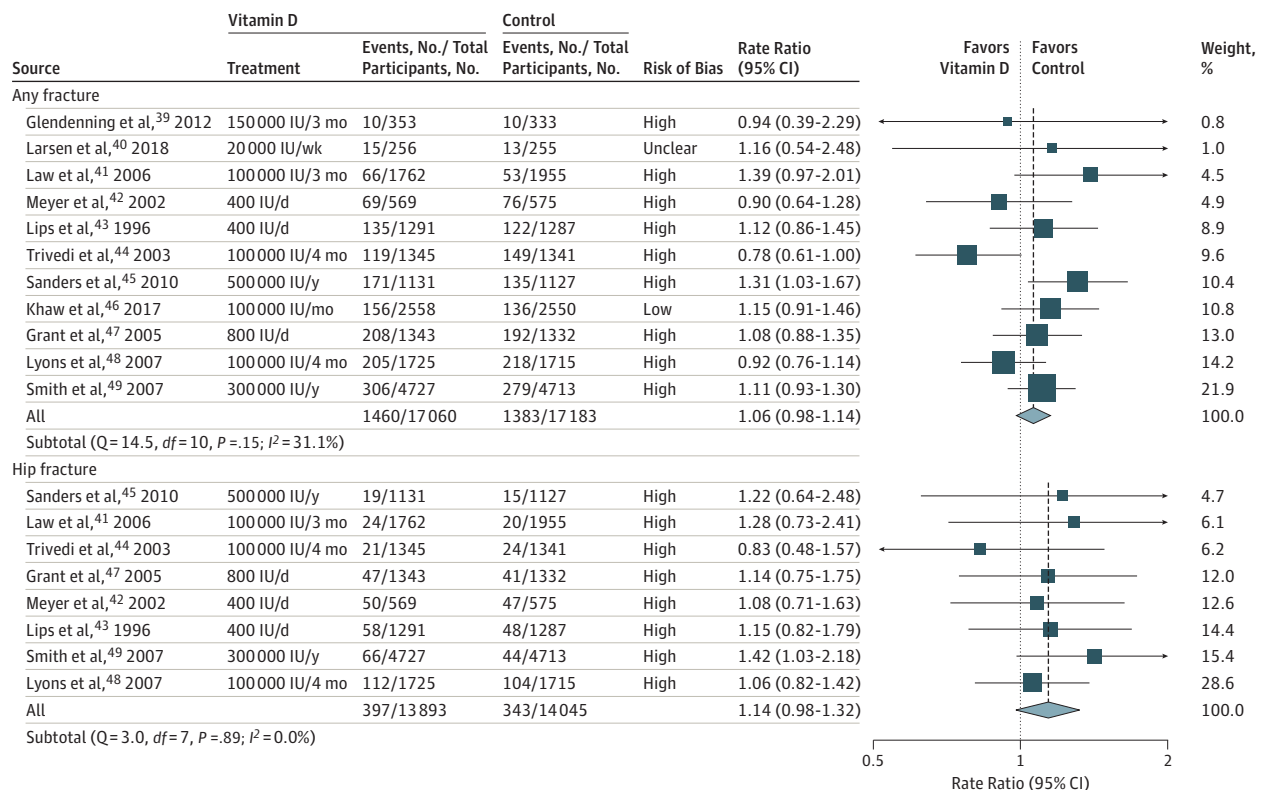 Vitamin D Control
Events, No./ Total Events, No./ Total Rate Ratio Favors Favors Weight,
Source Treatment Participants, No. Participants, No. Risk of Bias (95% CI) Vitamin D Control %
Any fracture
Glendenning et al,39 2012 150 000 IU/3 mo 10/353 10/333 High 0.94 (0.39-2.29) 0.8
Larsen et al,40 2018 20 000 IU/wk 15/256 13/255 Unclear 1.16 (0.54-2.48) 1.0
Law et al,41 2006 100 000 IU/3 mo 66/1762 53/1955 High 1.39 (0.97-2.01) 4.5
Meyer et al,42 2002 400 IU/d 69/569 76/575 High 0.90 (0.64-1.28) 4.9
Lips et al,43 1996 400 IU/d 135/1291 122/1287 High 1.12 (0.86-1.45) 8.9
Trivedi et al,44 2003 100 000 IU/4 mo 119/1345 149/1341 High 0.78 (0.61-1.00) 9.6
Sanders et al,45 2010 500 000 IU/y 171/1131 135/1127 High 1.31 (1.03-1.67) 10.4
Khaw et al,46 2017 100 000 IU/mo 156/2558 136/2550 Low 1.15 (0.91-1.46) 10.8
Grant et al,47 2005 800 IU/d 208/1343 192/1332 High 1.08 (0.88-1.35) 13.0
Lyons et al,48 2007 100 000 IU/4 mo 205/1725 218/1715 High 0.92 (0.76-1.14) 14.2
Smith et al,49 2007 300 000 IU/y 306/4727 279/4713 High 1.11 (0.93-1.30) 21.9
All 1460/17 060 1383/17 183 1.06 (0.98-1.14) 100.0
Subtotal (Q = 14.5, df = 10, P = .15; I2 = 31.1%)
Hip fracture
Sanders et al,45 2010 500 000 IU/y 19/1131 15/1127 High 1.22 (0.64-2.48) 4.7
Law et al,41 2006 100 000 IU/3 mo 24/1762 20/1955 High 1.28 (0.73-2.41) 6.1
Trivedi et al,44 2003 100 000 IU/4 mo 21/1345 24/1341 High 0.83 (0.48-1.57) 6.2
Grant et al,47 2005 800 IU/d 47/1343 41/1332 High 1.14 (0.75-1.75) 12.0
Meyer et al,42 2002 400 IU/d 50/569 47/575 High 1.08 (0.71-1.63) 12.6
Lips et al,43 1996 400 IU/d 58/1291 48/1287 High 1.15 (0.82-1.79) 14.4
Smith et al,49 2007 300 000 IU/y 66/4727 44/4713 High 1.42 (1.03-2.18) 15.4
Lyons et al,48 2007 100 000 IU/4 mo 112/1725 104/1715 High 1.06 (0.82-1.42) 28.6
All 397/13 893 343/14 045 1.14 (0.98-1.32) 100.0
Subtotal (Q = 3.0, df = 7, P = .89; I2 = 0.0%)
0.5 1 2
Rate Ratio (95% CI)